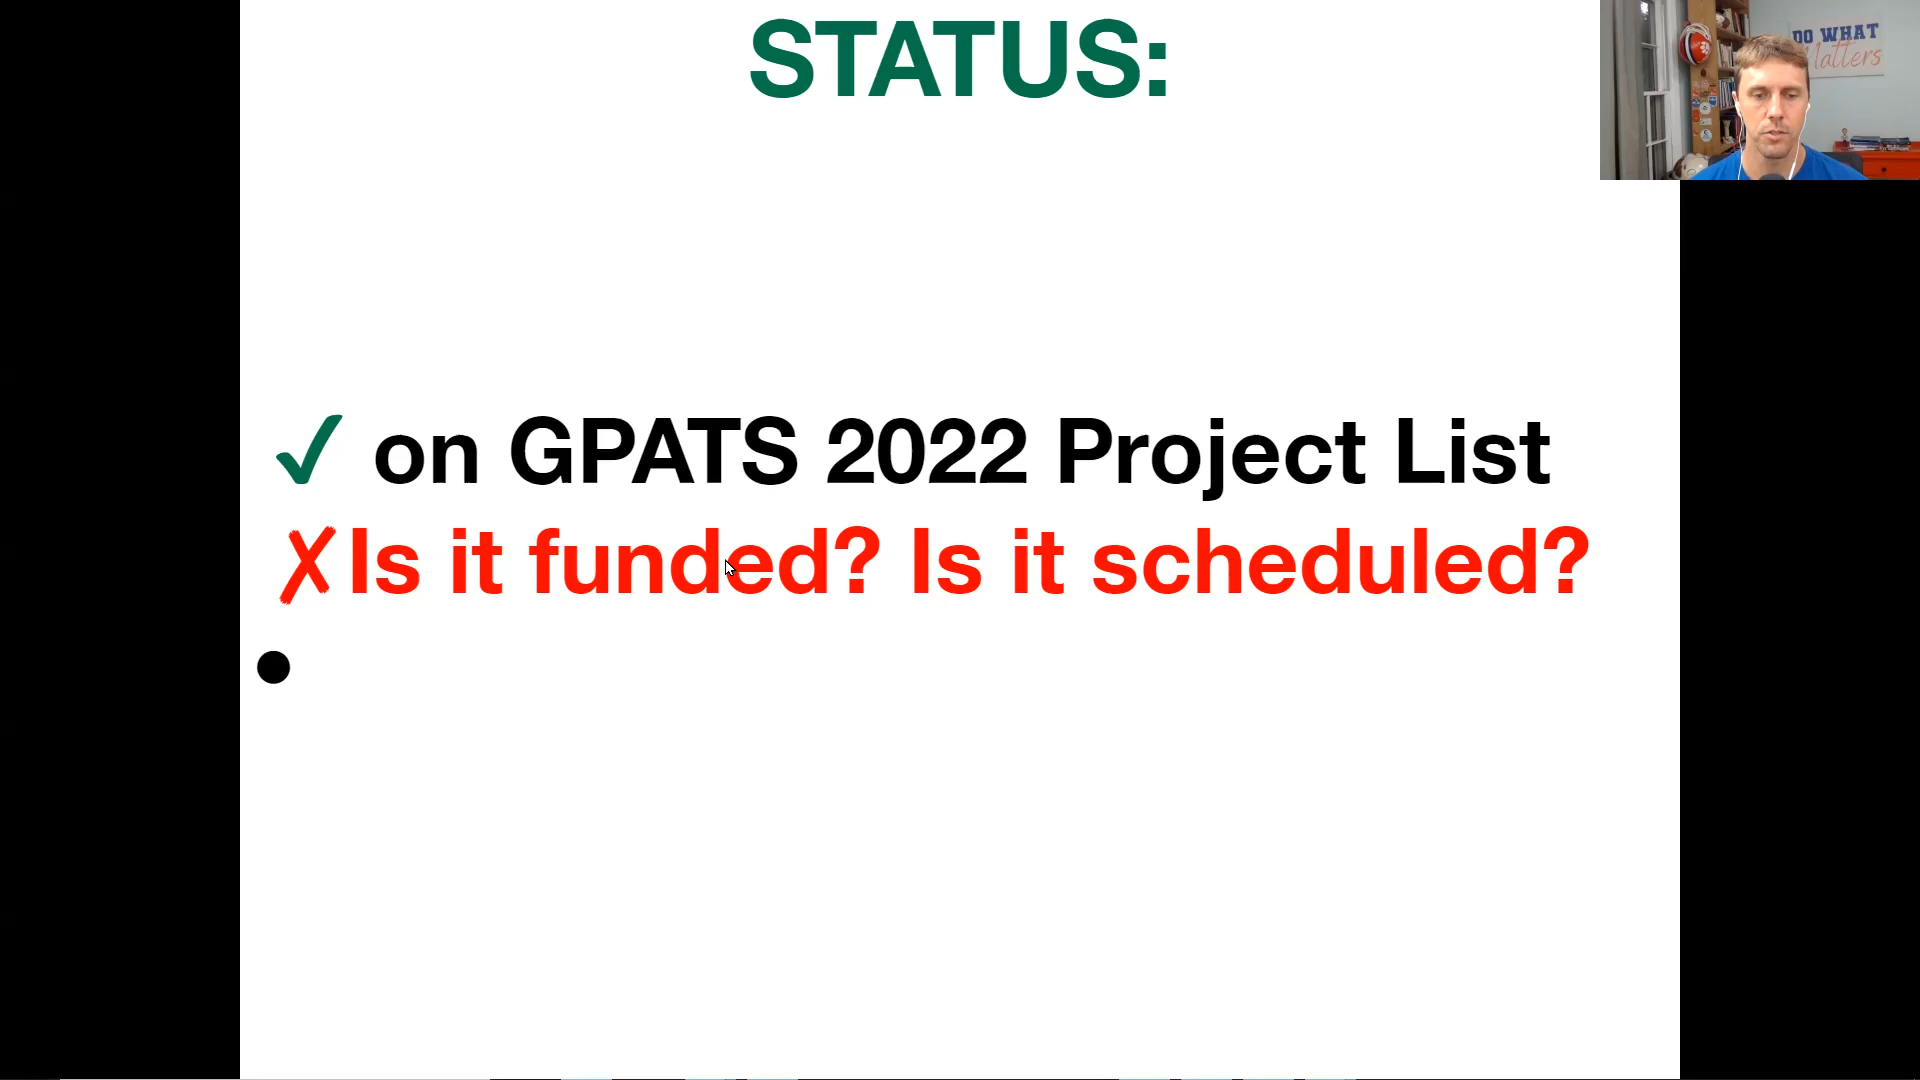 STATUS:
DO WHAT
Matters
✓ on GPATS 2022 Project List
✗Is it funded? Is it scheduled?
•